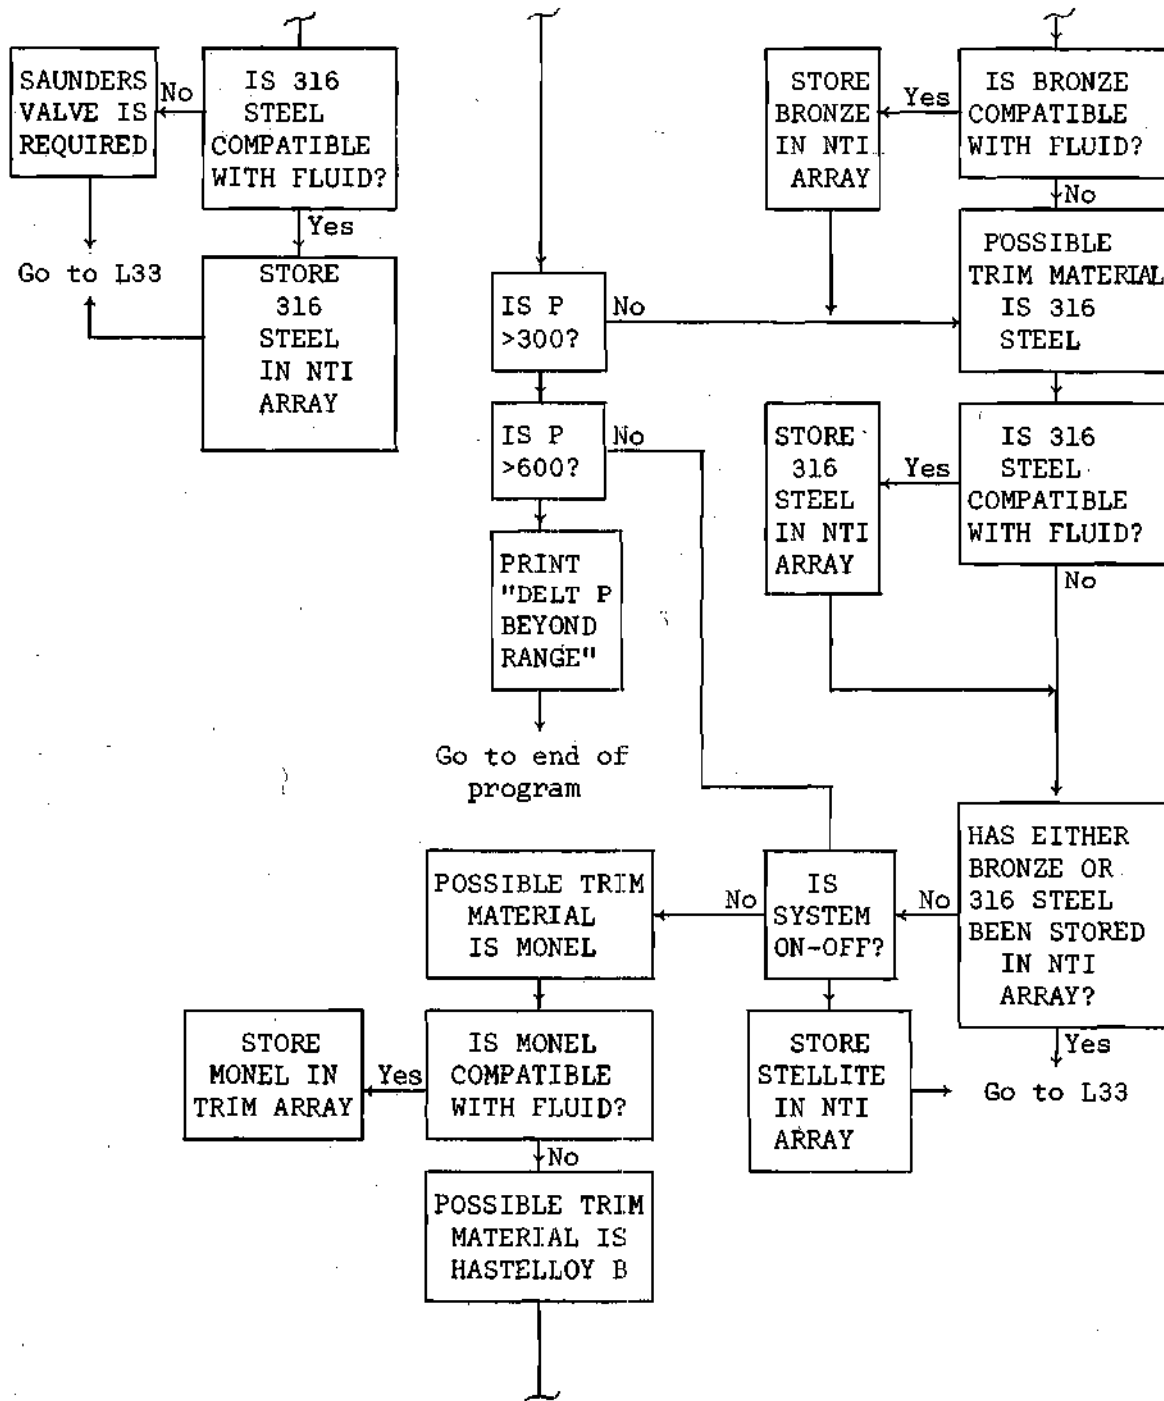 SAUNDERS
VALVE IS
REQUIRED
No
IS 316
STEEL
COMPATIBLE
WITH FLUID?
Yes
Go to L33
STORE
316
STEEL
IN NTI
ARRAY
IS P
>300?
No
IS P
>600?
No
PRINT
"DELT P
BEYOND
RANGE"
Go to end of
program
STORE
BRONZE
IN NTI
ARRAY
Yes
IS BRONZE
COMPATIBLE
WITH FLUID?
No
POSSIBLE
TRIM MATERIAL
IS 316
STEEL
STORE
316
STEEL
IN NTI
ARRAY
Yes
IS 316
STEEL
COMPATIBLE
WITH FLUID?
No
HAS EITHER
BRONZE OR
316 STEEL
BEEN STORED
IN NTI
ARRAY?
No
Yes
Go to L33
IS
SYSTEM
ON-OFF?
No
STORE
STELLITE
IN NTI
ARRAY
POSSIBLE TRIM
MATERIAL
IS MONEL
IS MONEL
COMPATIBLE
WITH FLUID?
Yes
STORE
MONEL IN
TRIM ARRAY
No
POSSIBLE TRIM
MATERIAL IS
HASTELLOY B